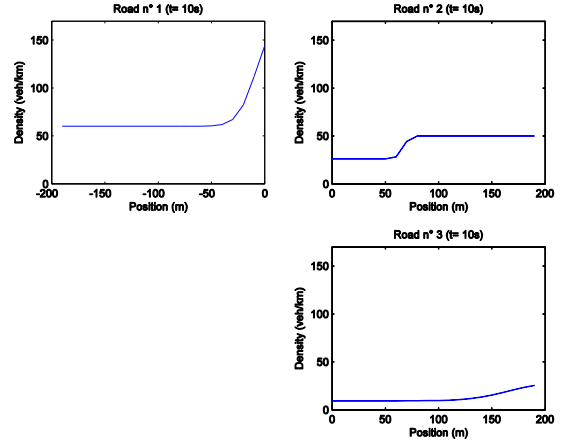 Road n° 1 (t= 10s)
150
100
50
0
Density (veh/km)
-200 -150 -100 -50 0
Position (m)
Road n° 2 (t= 10s)
150
100
50
0
Density (veh/km)
0 50 100 150 200
Position (m)
Road n° 3 (t= 10s)
150
100
50
0
Density (veh/km)
0 50 100 150 200
Position (m)